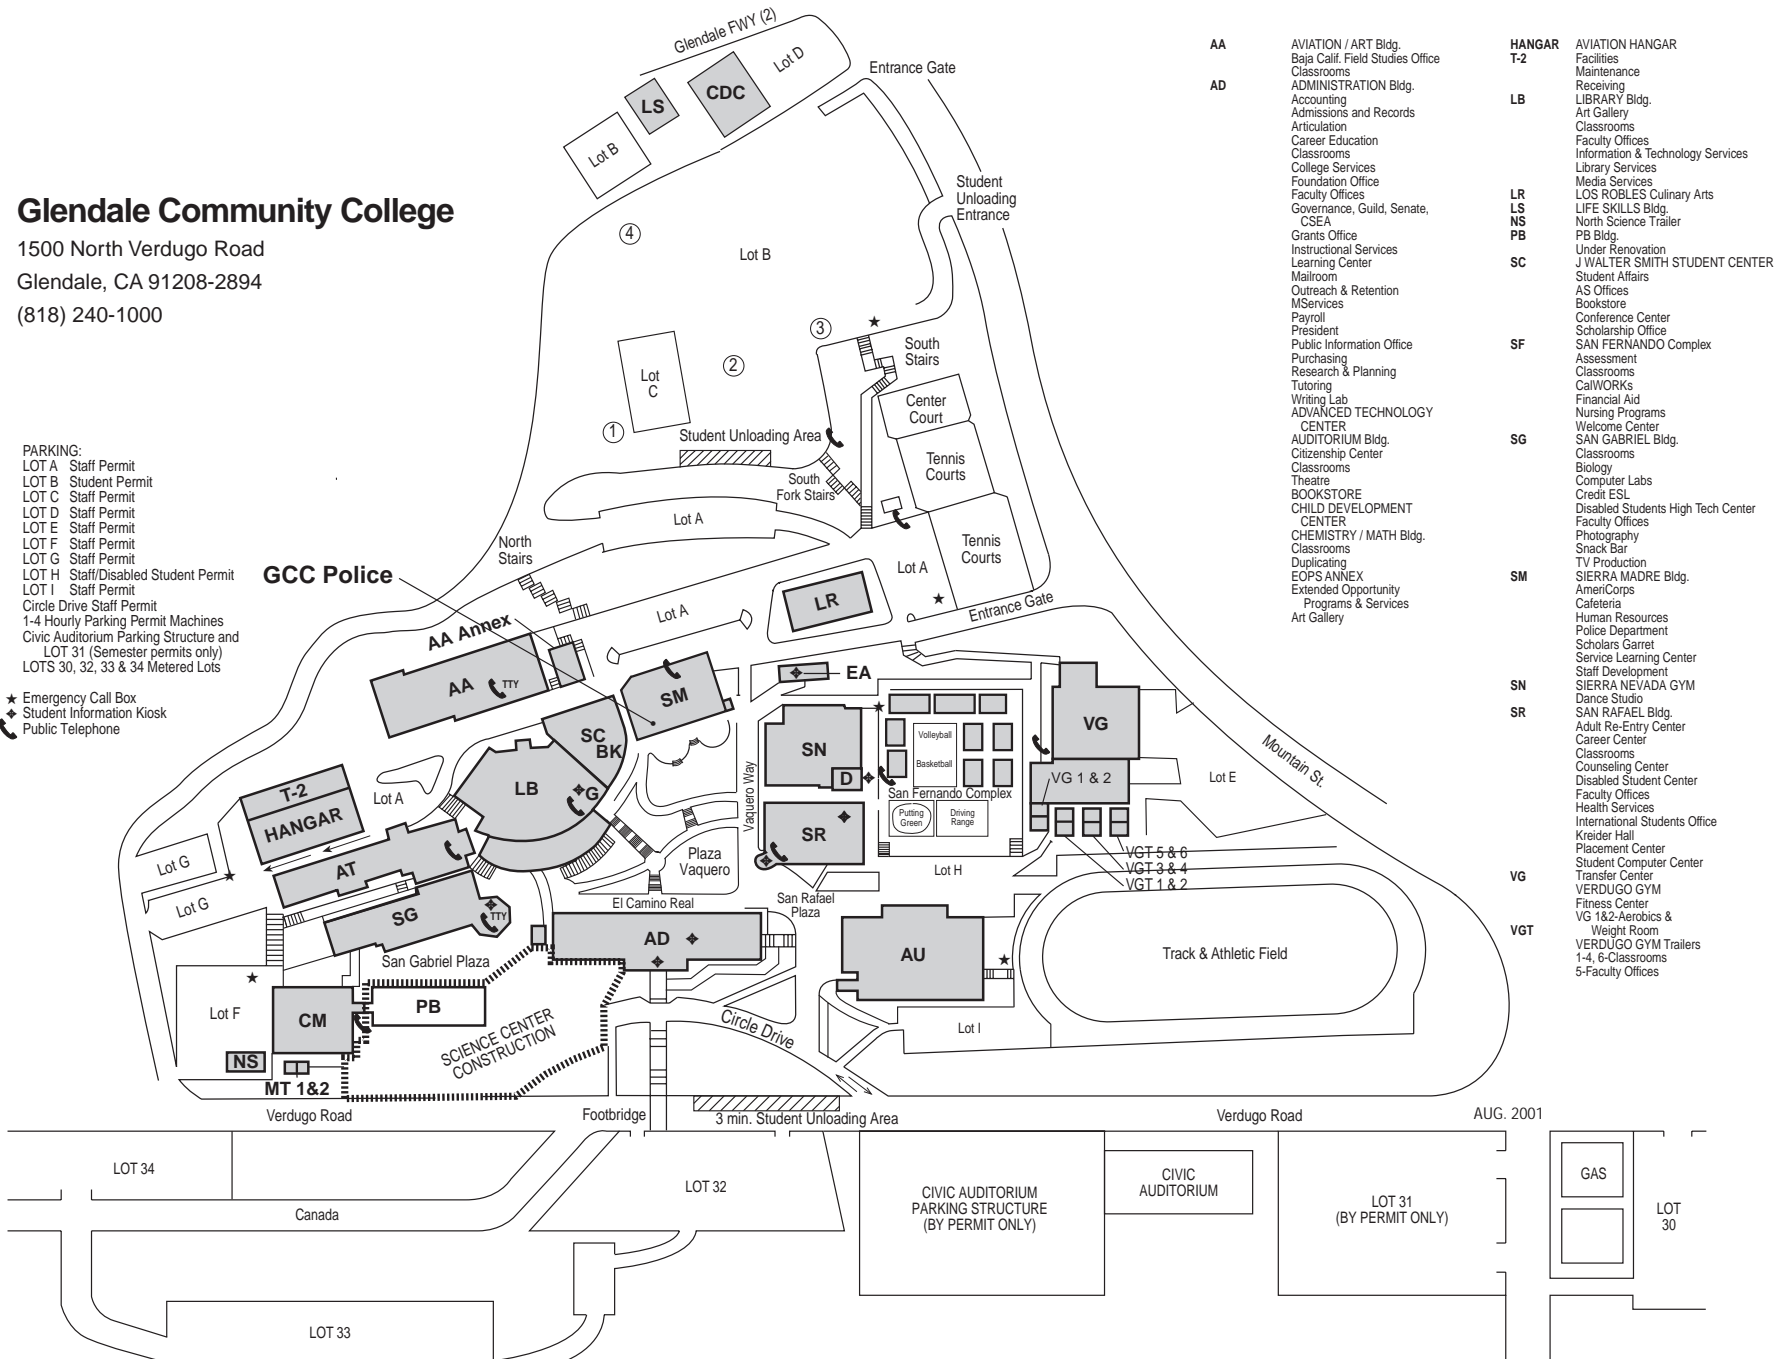 Glendale Community College
1500 North Verdugo Road
Glendale, CA 91208-2894
(818) 240-1000
PARKING:
LOT A Staff Permit
LOT B Student Permit
LOT C Staff Permit
LOT D Staff Permit
LOT E Staff Permit
LOT F Staff Permit
LOT G Staff Permit
LOT H Staff/Disabled Student Permit
LOT I Staff Permit
Circle Drive Staff Permit
1-4 Hourly Parking Permit Machines
Civic Auditorium Parking Structure and
LOT 31 (Semester permits only)
LOTS 30, 32, 33 & 34 Metered Lots
Emergency Call Box
Student Information Kiosk
Public Telephone
Glendale FWY (2)
Lot D
CDC
LS
Lot B
Entrance Gate
Student
Unloading
Entrance
4
Lot B
3
South
Stairs
2
Lot
C
Center
Court
1
Student Unloading Area
Tennis
Courts
South
Fork Stairs
Lot A
North
Stairs
Tennis
Courts
GCC Police
Lot A
LR
Lot A
Entrance Gate
AA Annex
AA
TTY
SM
EA
SC
BK
SN
D
Volleyball
Basketball
VG
Mountain St.
Lot E
VG 1 & 2
San Fernando Complex
Vaquero Way
T-2
HANGAR
Lot A
LB
G
Putting
Green
Driving
Range
SR
Plaza
Vaquero
Lot G
AT
VGT 5 & 6
VGT 3 & 4
VGT 1 & 2
Lot H
Lot G
SG
TTY
El Camino Real
San Rafael
Plaza
AD
AU
Track & Athletic Field
San Gabriel Plaza
Lot F
CM
PB
SCIENCE CENTER
CONSTRUCTION
Circle Drive
Lot I
NS
MT 1&2
Verdugo Road
Footbridge
3 min. Student Unloading Area
Verdugo Road
AUG. 2001
LOT 34
LOT 32
CIVIC AUDITORIUM
PARKING STRUCTURE
(BY PERMIT ONLY)
CIVIC
AUDITORIUM
LOT 31
(BY PERMIT ONLY)
GAS
LOT
30
Canada
LOT 33
AA AVIATION / ART Bldg.
Baja Calif. Field Studies Office
Classrooms
AD ADMINISTRATION Bldg.
Accounting
Admissions and Records
Articulation
Career Education
Classrooms
College Services
Foundation Office
Faculty Offices
Governance, Guild, Senate,
CSEA
Grants Office
Instructional Services
Learning Center
Mailroom
Outreach & Retention
MServices
Payroll
President
Public Information Office
Purchasing
Research & Planning
Tutoring
Writing Lab
ADVANCED TECHNOLOGY
CENTER
AUDITORIUM Bldg.
Citizenship Center
Classrooms
Theatre
BOOKSTORE
CHILD DEVELOPMENT
CENTER
CHEMISTRY / MATH Bldg.
Classrooms
Duplicating
EOPS ANNEX
Extended Opportunity
Programs & Services
Art Gallery
HANGAR AVIATION HANGAR
T-2 Facilities
Maintenance
Receiving
LB LIBRARY Bldg.
Art Gallery
Classrooms
Faculty Offices
Information & Technology Services
Library Services
Media Services
LR LOS ROBLES Culinary Arts
LS LIFE SKILLS Bldg.
NS North Science Trailer
PB PB Bldg.
Under Renovation
SC J WALTER SMITH STUDENT CENTER
Student Affairs
AS Offices
Bookstore
Conference Center
Scholarship Office
SF SAN FERNANDO Complex
Assessment
Classrooms
CalWORKs
Financial Aid
Nursing Programs
Welcome Center
SG SAN GABRIEL Bldg.
Classrooms
Biology
Computer Labs
Credit ESL
Disabled Students High Tech Center
Faculty Offices
Photography
Snack Bar
TV Production
SM SIERRA MADRE Bldg.
AmeriCorps
Cafeteria
Human Resources
Police Department
Scholars Garret
Service Learning Center
Staff Development
SN SIERRA NEVADA GYM
Dance Studio
SR SAN RAFAEL Bldg.
Adult Re-Entry Center
Career Center
Classrooms
Counseling Center
Disabled Student Center
Faculty Offices
Health Services
International Students Office
Kreider Hall
Placement Center
Student Computer Center
VG Transfer Center
VERDUGO GYM
Fitness Center
VG 1&2-Aerobics &
VGT Weight Room
VERDUGO GYM Trailers
1-4, 6-Classrooms
5-Faculty Offices